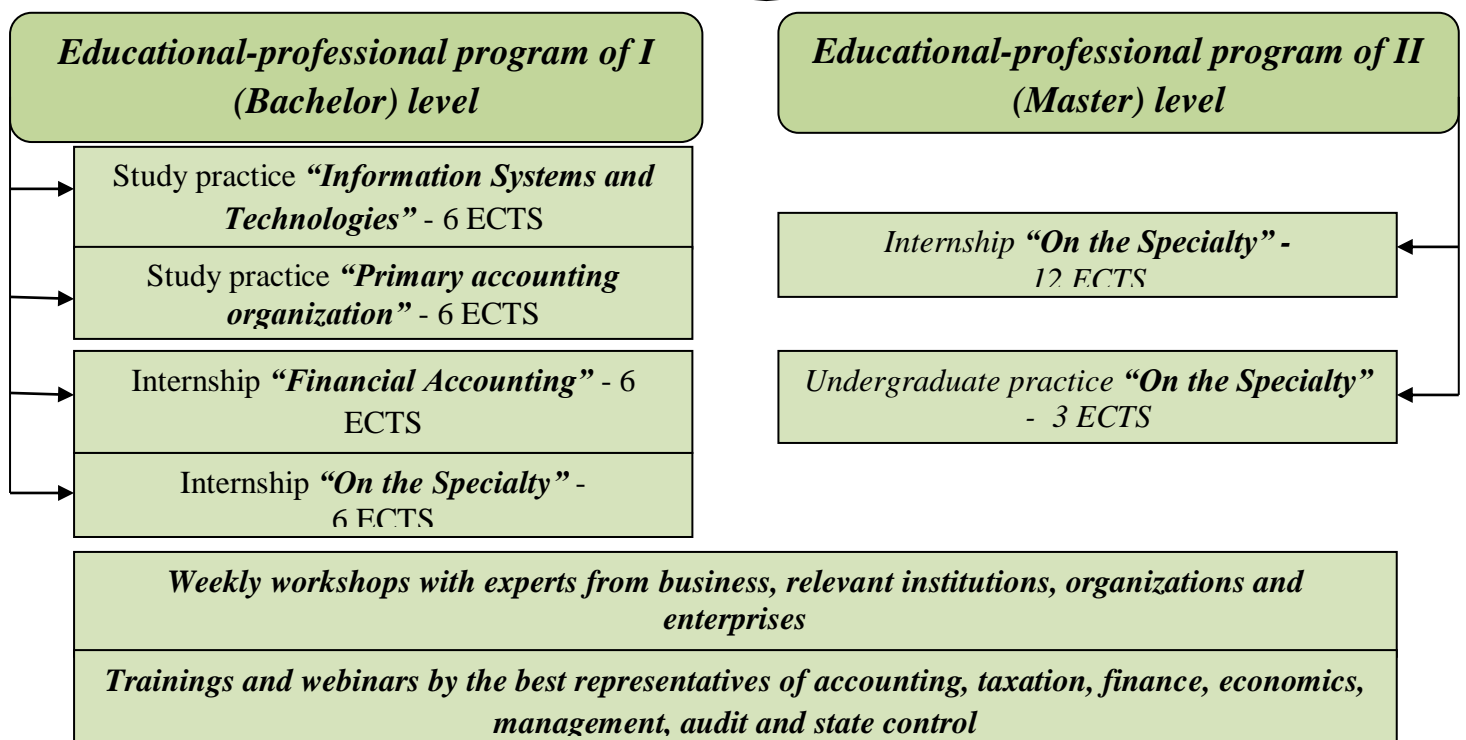 Educational-professional program of I
(Bachelor) level
Study practice “Information Systems and
Technologies” - 6 ECTS
Study practice “Primary accounting
organization” - 6 ECTS
Internship “Financial Accounting” - 6
ECTS
Internship “On the Specialty” -
6 ECTS
Educational-professional program of II
(Master) level
Internship “On the Specialty” -
12 ECTS
Undergraduate practice “On the Specialty”
- 3 ECTS
Weekly workshops with experts from business, relevant institutions, organizations and
enterprises
Trainings and webinars by the best representatives of accounting, taxation, finance, economics,
management, audit and state control